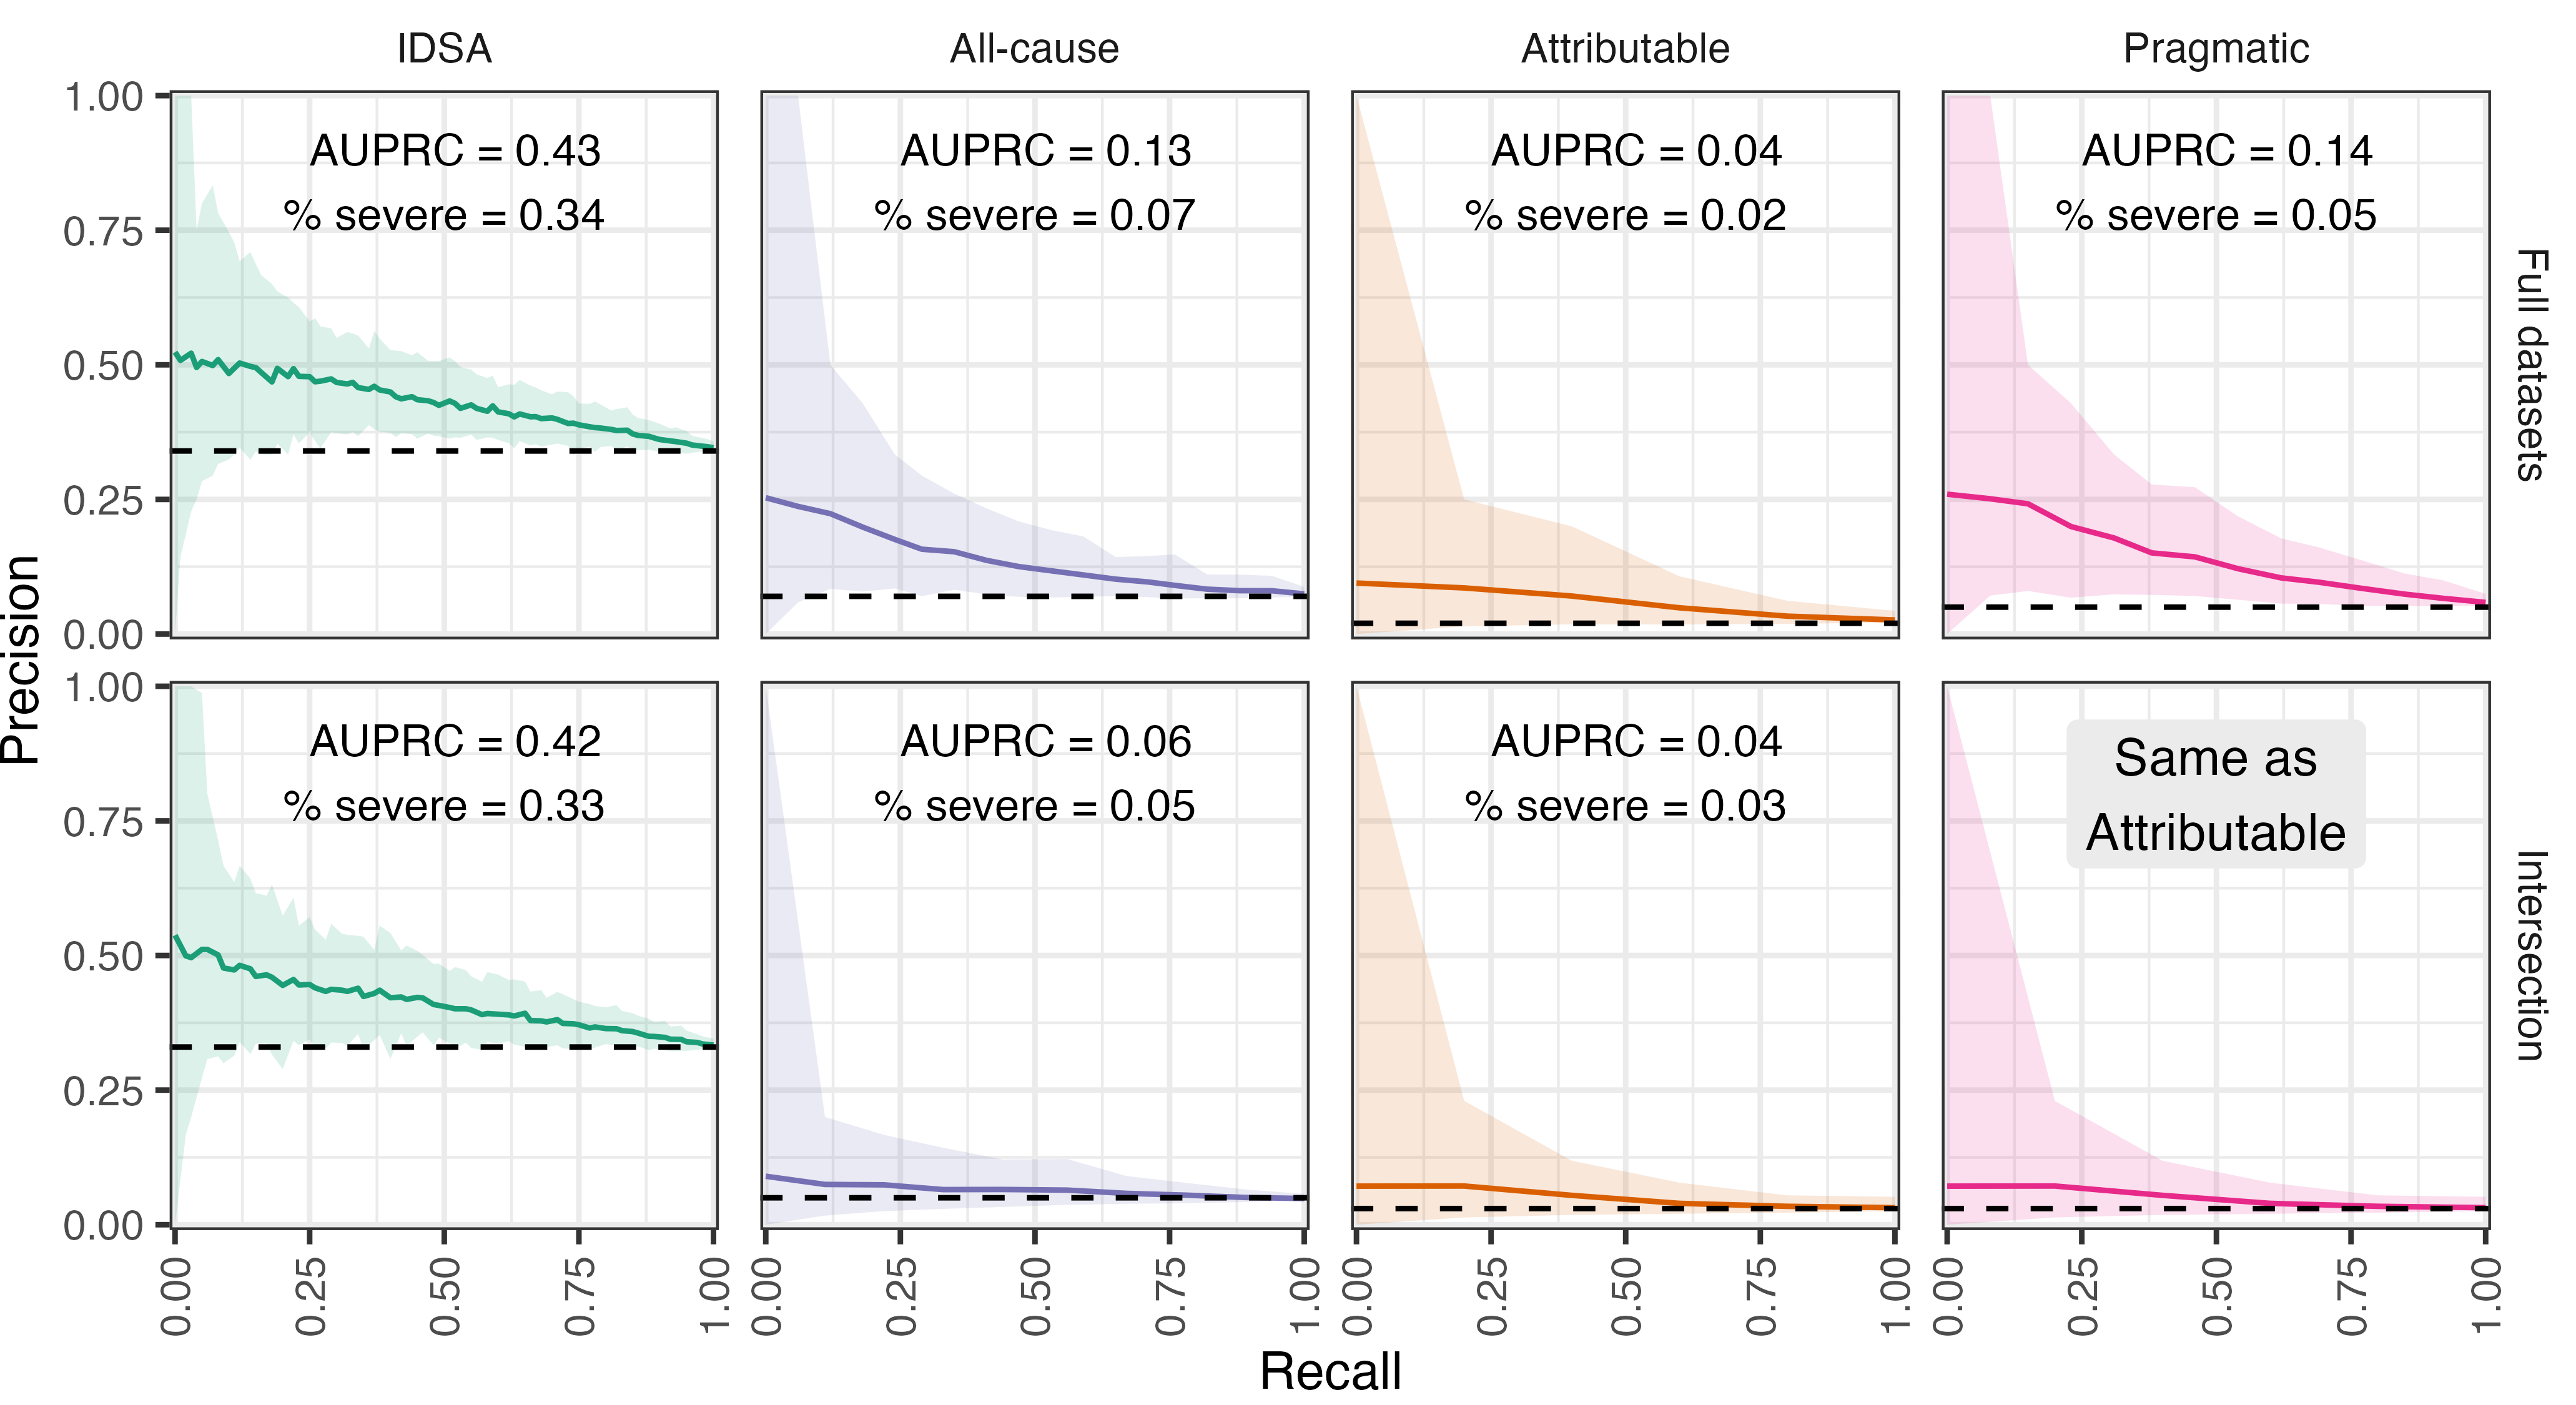 IDSA
All-cause
Attributable
Pragmatic
1.00
0.75
0.50
0.25
0.00
AUPRC = 0.43
% severe = 0.34
AUPRC = 0.13
% severe = 0.07
AUPRC = 0.04
% severe = 0.02
AUPRC = 0.14
% severe = 0.05
Full datasets
Precision
1.00
0.75
0.50
0.25
0.00
AUPRC = 0.42
% severe = 0.33
AUPRC = 0.06
% severe = 0.05
AUPRC = 0.04
% severe = 0.03
Same as
Attributable
Intersection
0.00 0.25 0.50 0.75 1.00
0.00 0.25 0.50 0.75 1.00
0.00 0.25 0.50 0.75 1.00
0.00 0.25 0.50 0.75 1.00
Recall